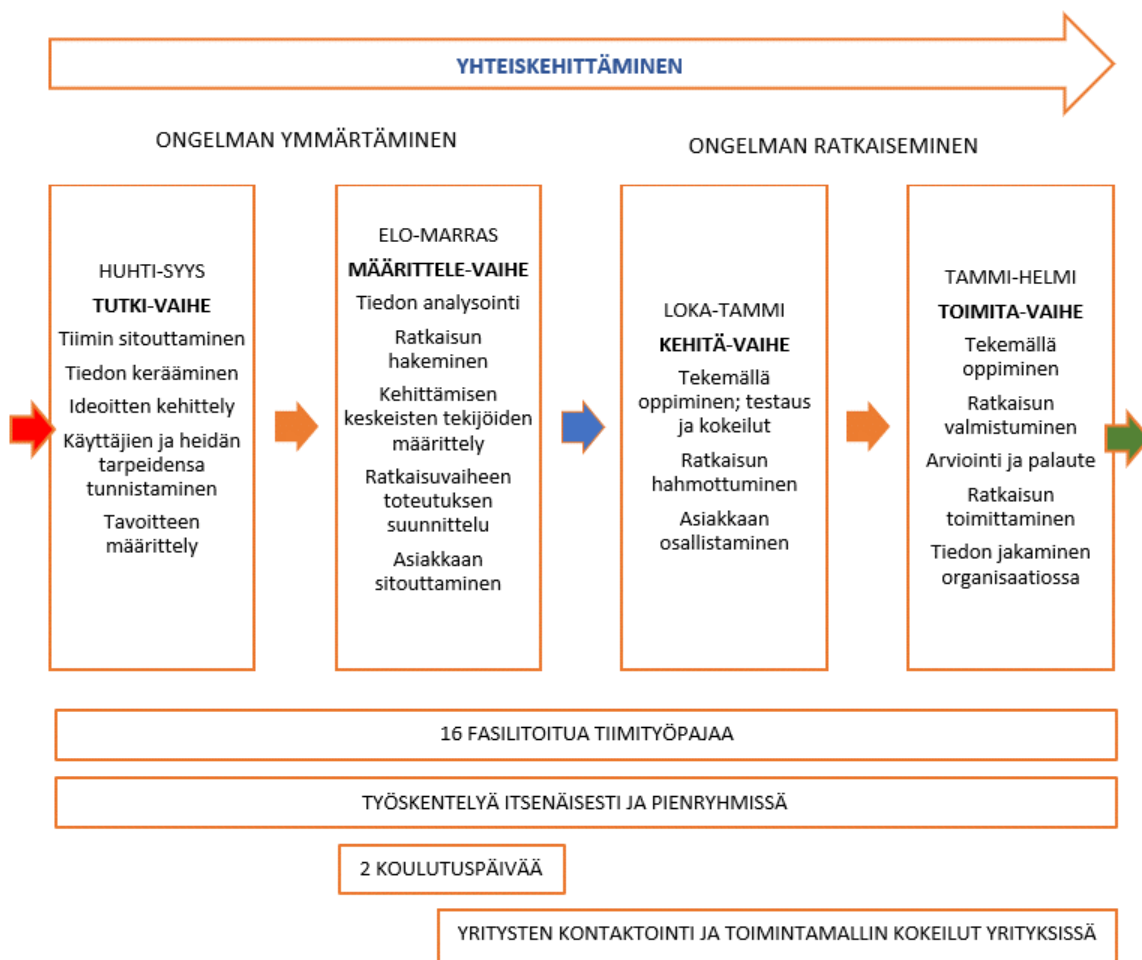 YHTEISKEHITTÄMINEN
ONGELMAN YMMÄRTÄMINEN
ONGELMAN RATKAISEMINEN
HUHTI-SYYS
TUTKI-VAIHE
Tiimin sitouttaminen
Tiedon kerääminen
Ideoitten kehittely
Käyttäjien ja heidän
tarpeidensa
tunnistaminen
Tavoitteen
määrittely
ELO-MARRAS
MÄÄRITTELE-VAIHE
Tiedon analysointi
Ratkaisun
hakeminen
Kehittämisen
keskeisten tekijöiden
määrittely
Ratkaisuvaiheen
toteutuksen
suunnittelu
Asiakkaan
sitouttaminen
LOKA-TAMMI
KEHITÄ-VAIHE
Tekemällä
oppiminen; testaus
ja kokeilut
Ratkaisun
hahmottuminen
Asiakkaan
osallistaminen
TAMMI-HELMI
TOIMITA-VAIHE
Tekemällä
oppiminen
Ratkaisun
valmistuminen
Arviointi ja palaute
Ratkaisun
toimittaminen
Tiedon jakaminen
organisaatiossa
16 FASILITOITUA TIIMITYÖPAJAA
TYÖSKENTELYÄ ITSENÄISESTI JA PIENRYHMISSÄ
2 KOULUTUSPÄIVÄÄ
YRITYSTEN KONTAKTOINTI JA TOIMINTAMALLIN KOKEILUT YRITYKSISSÄ